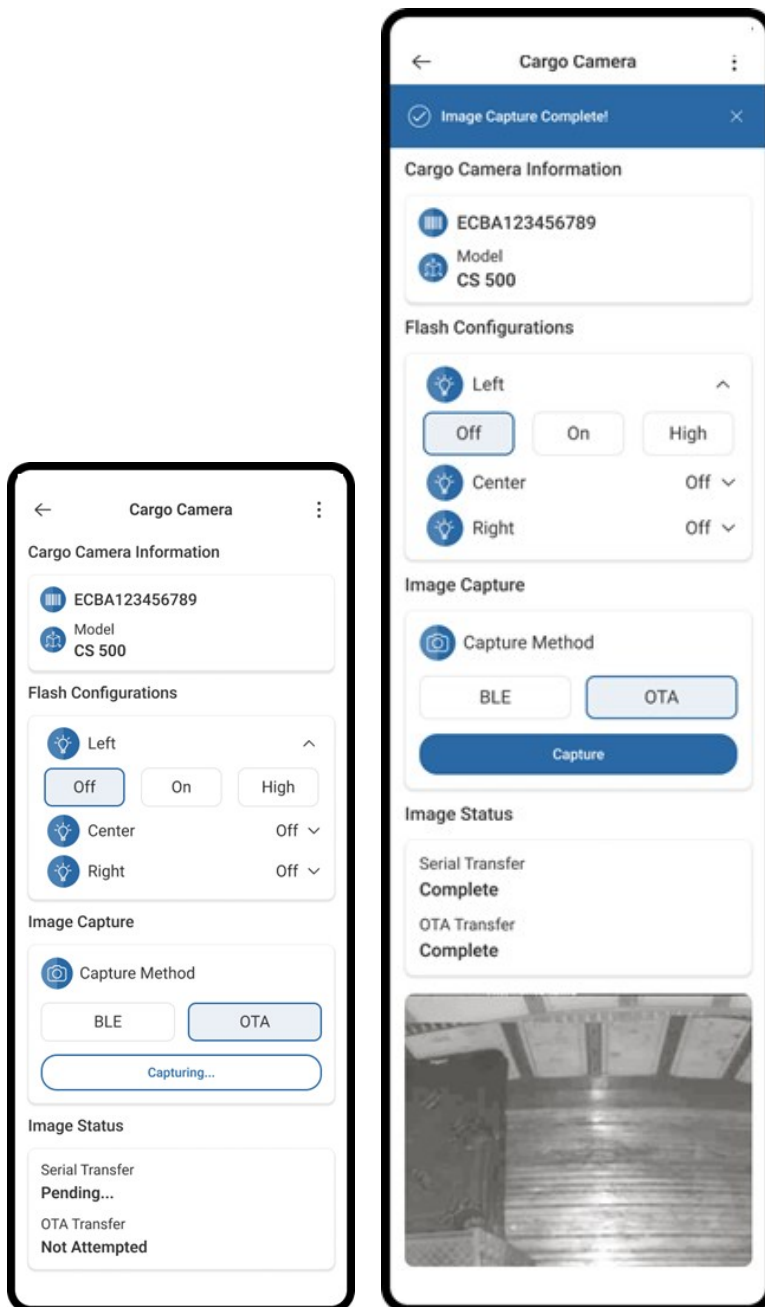 Cargo Camera
Cargo Camera Information
ECBA123456789
Model
CS 500
Flash Configurations
Left
Off On High
Center Off
Right Off
Image Capture
Capture Method
BLE OTA
Capturing...
Image Status
Serial Transfer
Pending...
OTA Transfer
Not Attempted
Cargo Camera
Image Capture Complete!
Cargo Camera Information
ECBA123456789
Model
CS 500
Flash Configurations
Left
Off On High
Center Off
Right Off
Image Capture
Capture Method
BLE OTA
Capture
Image Status
Serial Transfer
Complete
OTA Transfer
Complete